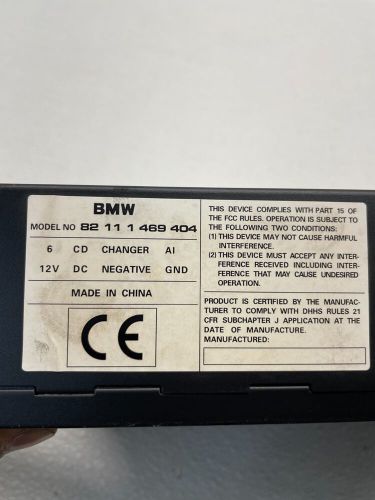 BMW
MODEL NO 82 11 1 469 404
6 CD CHANGER AI
12V DC NEGATIVE GND
MADE IN CHINA
CE
THIS DEVICE COMPLIES WITH PART 15 OF
THE FCC RULES. OPERATION IS SUBJECT TO
THE FOLLOWING TWO CONDITIONS:
(1) THIS DEVICE MAY NOT CAUSE HARMFUL
INTERFERENCE.
(2) THIS DEVICE MUST ACCEPT ANY INTER-
FERENCE RECEIVED INCLUDING INTER-
FERENCE THAT MAY CAUSE UNDESIRED
OPERATION.
PRODUCT IS CERTIFIED BY THE MANUFAC-
TURER TO COMPLY WITH DHHS RULES 21
CFR SUBCHAPTER J APPLICATION AT THE
DATE OF MANUFACTURE.
MANUFACTURED: